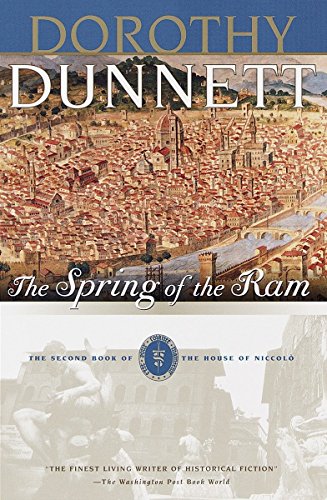 DOROTHY
DUNNETT
The Spring of the Ram
THE SECOND BOOK OF THE HOUSE OF NICCOLÒ
"THE FINEST LIVING WRITER OF HISTORICAL FICTION"
—The Washington Post Book World